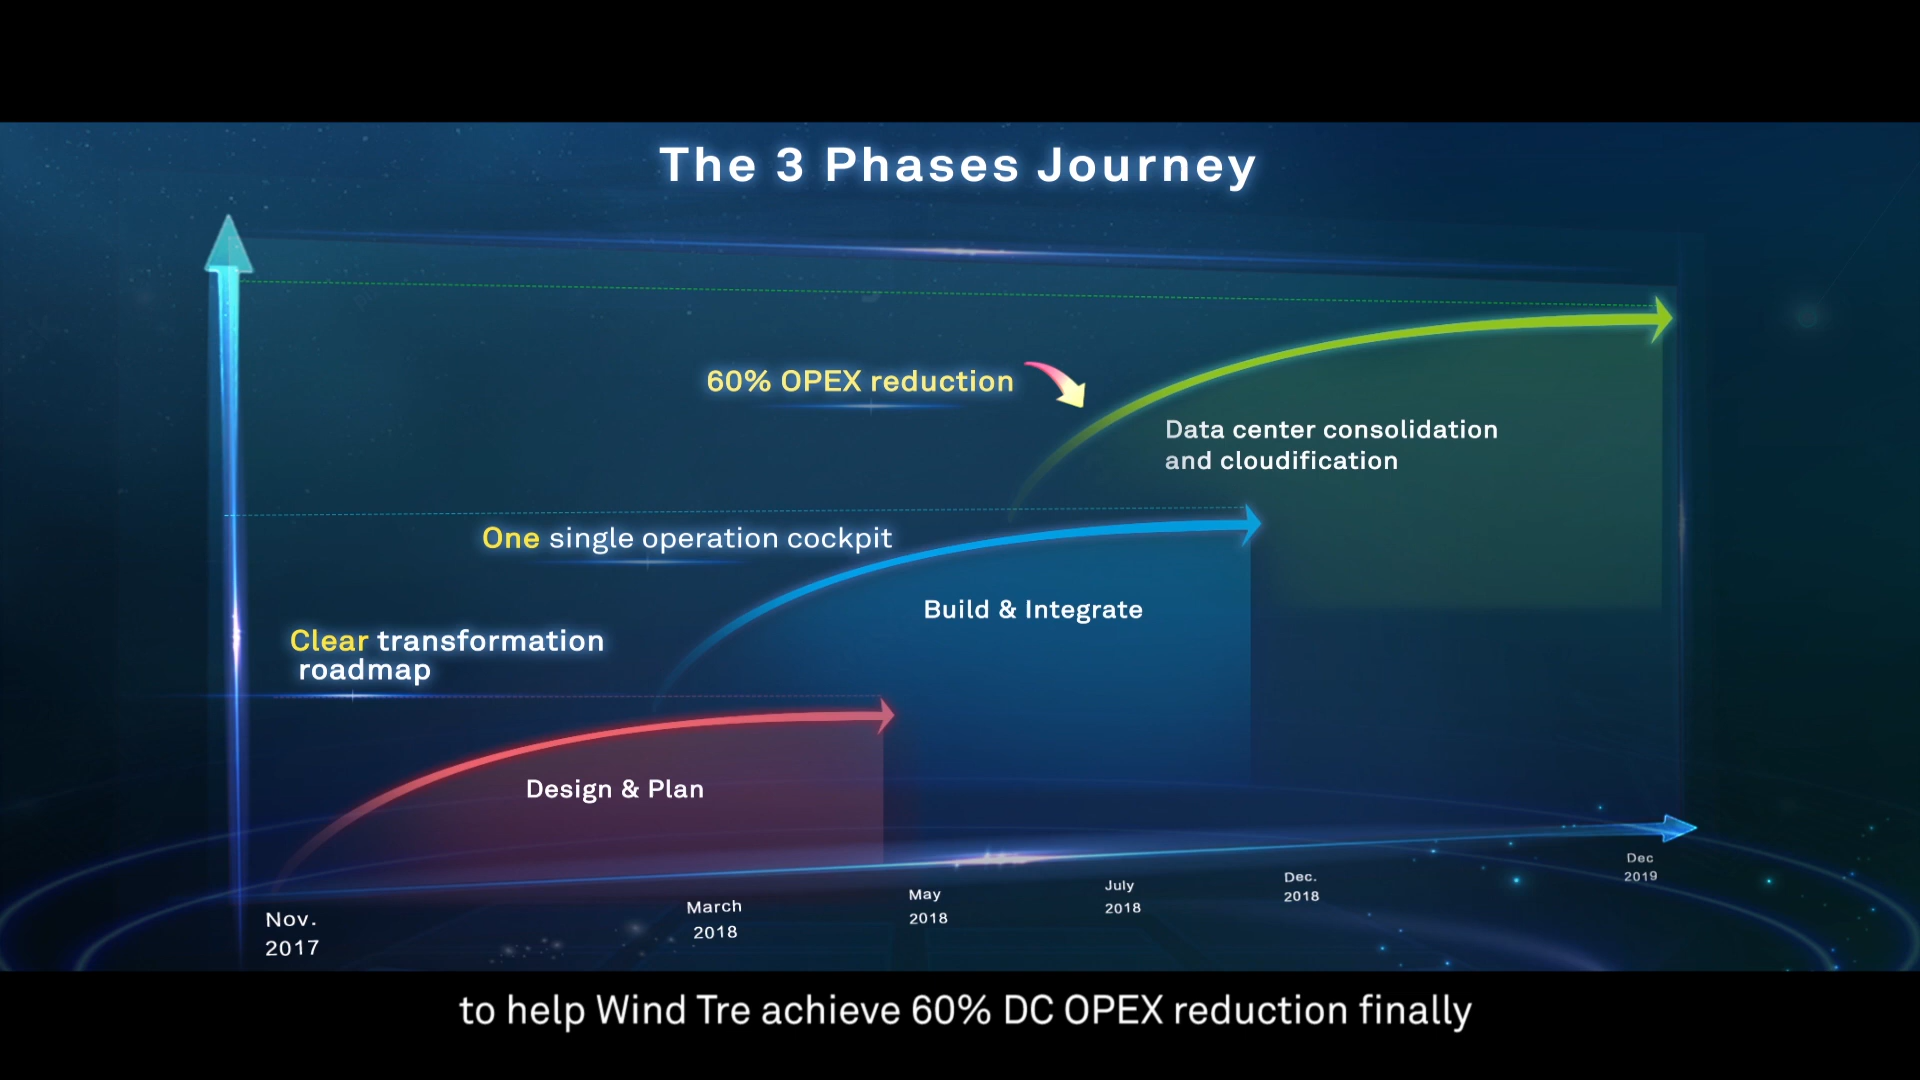 The 3 Phases Journey
60% OPEX reduction
Data center consolidation
and cloudification
One single operation cockpit
Build & Integrate
Clear transformation
roadmap
Design & Plan
Nov.
2017
March
2018
May
2018
July
2018
Dec.
2018
Dec
2019
to help Wind Tre achieve 60% DC OPEX reduction finally